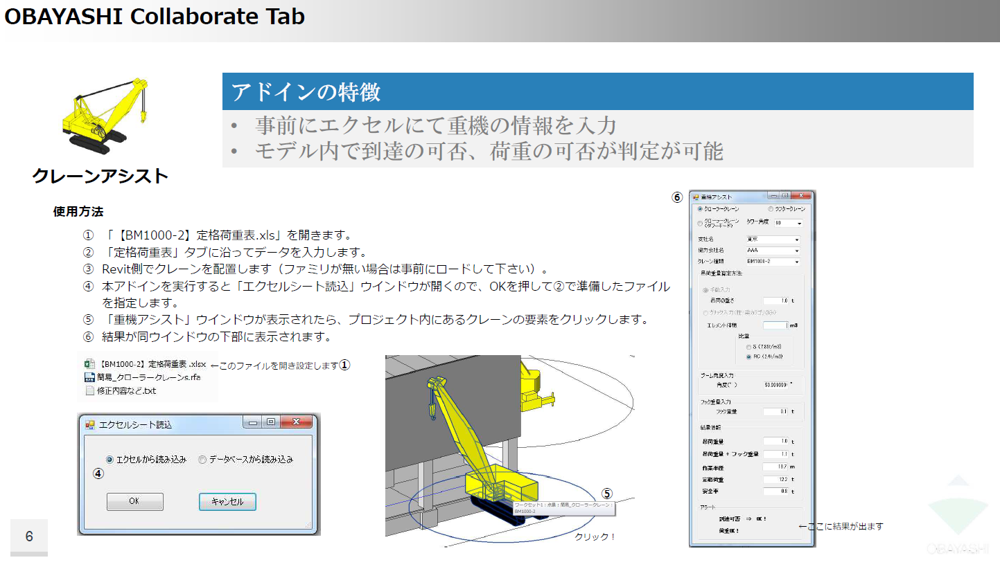 OBAYASHI Collaborate Tab
アドインの特徴
• 事前にエクセルにて重機の情報を入力
• モデル内で到達の可否、荷重の可否が判定が可能
クレーンアシスト
使用方法
① 「【BM1000-2】定格荷重表.xls」を開きます。
② 「定格荷重表」タブに沿ってデータを入力します。
③ Revit側でクレーンを配置します（ファミリが無い場合は事前にロードして下さい）。
④ 本アドインを実行すると「エクセルシート読込」ウインドウが開くので、OKを押して②で準備したファイル
を指定します。
⑤ 「重機アシスト」ウインドウが表示されたら、プロジェクト内にあるクレーンの要素をクリックします。
⑥ 結果が同ウインドウの下部に表示されます。
【BM1000-2】定格荷重表 .xlsx ←このファイルを開き設定します①
簡易_クローラークレーンs.rfa
修正内容など.txt
エクセルシート読込
エクセルから読み込み データベースから読み込み
④
OK キャンセル
⑤
ワークセット1 : 点景 : 簡易_クローラークレーン :
BM1000-2
クリック！
⑥
重機アシスト
クローラークレーン ラフタークレーン
クローラークレーン
(タワーモード) タワー角度 90
支社名 東京
協力会社名 AAA
クレーン種類 BM1000-2
吊荷重量算定方法
手動入力
吊荷の重さ 1.0 t
クリック入力(柱・梁カテゴリのみ)
エレメント体積 m3
比重
S (7.85t/m3)
RC (2.4t/m3)
ブーム角度入力
角度(°) 59.999999 °
フック重量入力
フック重量 0.1 t
結果情報
吊荷重量 1.0 t
吊荷重量 + フック重量 1.1 t
作業半径 18.7 m
定格荷重 12.2 t
安全率 t
アラート
到達可否 ⇒ OK！
荷重OK！
←ここに結果が出ます
6
OBAYASHI